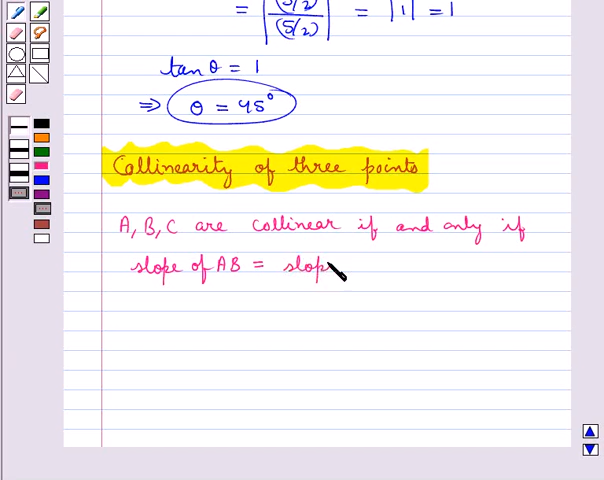 = |(5/2)/(5/2)| = |1| = 1
tan θ = 1
⇒ θ = 45°
Collinearity of three points
A, B, C are collinear if and only if
slope of AB = slop